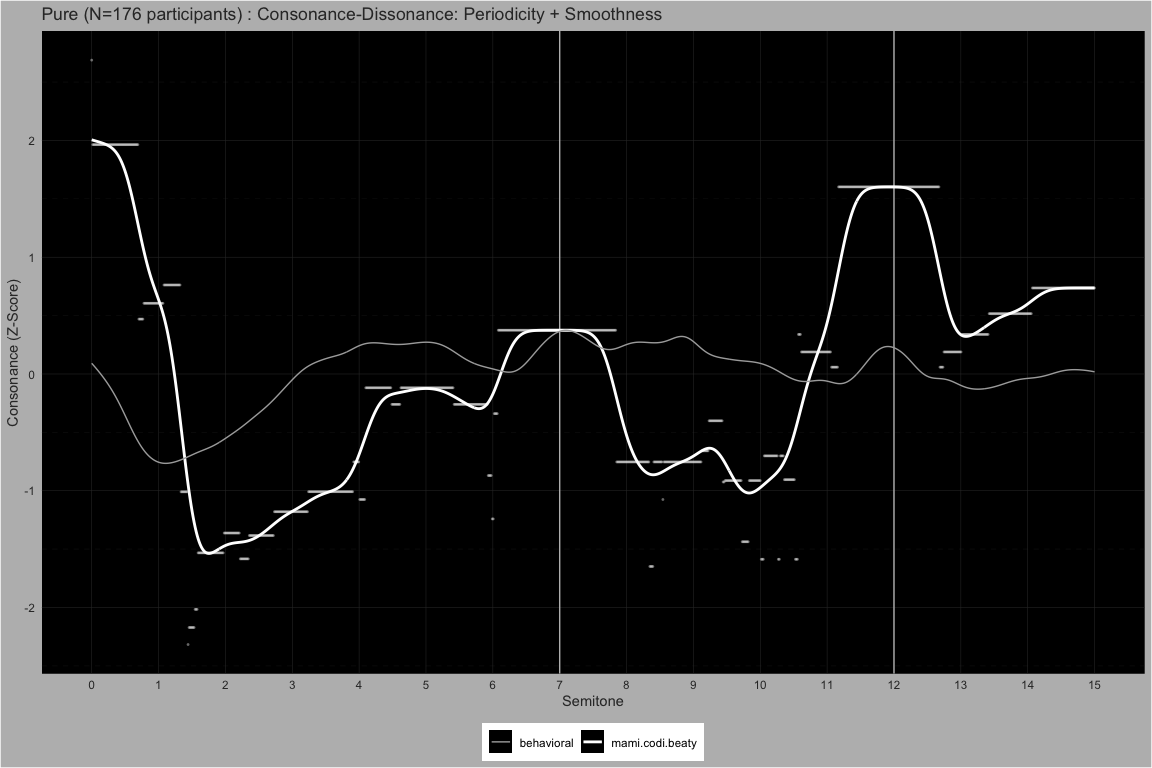 Pure (N=176 participants) : Consonance-Dissonance: Periodicity + Smoothness
Consonance (Z-Score)
2
1
0
-1
-2
0 1 2 3 4 5 6 7 8 9 10 11 12 13 14 15
Semitone
behavioral mami.codi.beaty